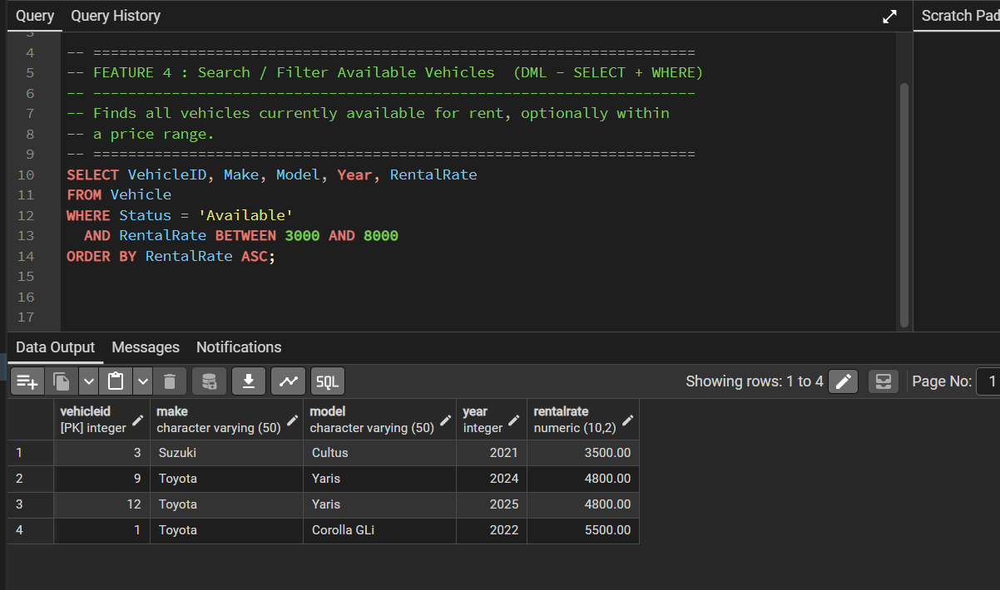 Query Query History Scratch Pad
3
4 -- =====================================================================
5 -- FEATURE 4 : Search / Filter Available Vehicles  (DML - SELECT + WHERE)
6 -- ---------------------------------------------------------------------
7 -- Finds all vehicles currently available for rent, optionally within
8 -- a price range.
9 -- =====================================================================
10 SELECT VehicleID, Make, Model, Year, RentalRate
11 FROM Vehicle
12 WHERE Status = 'Available'
13   AND RentalRate BETWEEN 3000 AND 8000
14 ORDER BY RentalRate ASC;
15
16
17
Data Output Messages Notifications
SQL Showing rows: 1 to 4 Page No: 1
vehicleid make model year rentalrate
[PK] integer character varying (50) character varying (50) integer numeric (10,2)
1 3 Suzuki Cultus 2021 3500.00
2 9 Toyota Yaris 2024 4800.00
3 12 Toyota Yaris 2025 4800.00
4 1 Toyota Corolla GLi 2022 5500.00